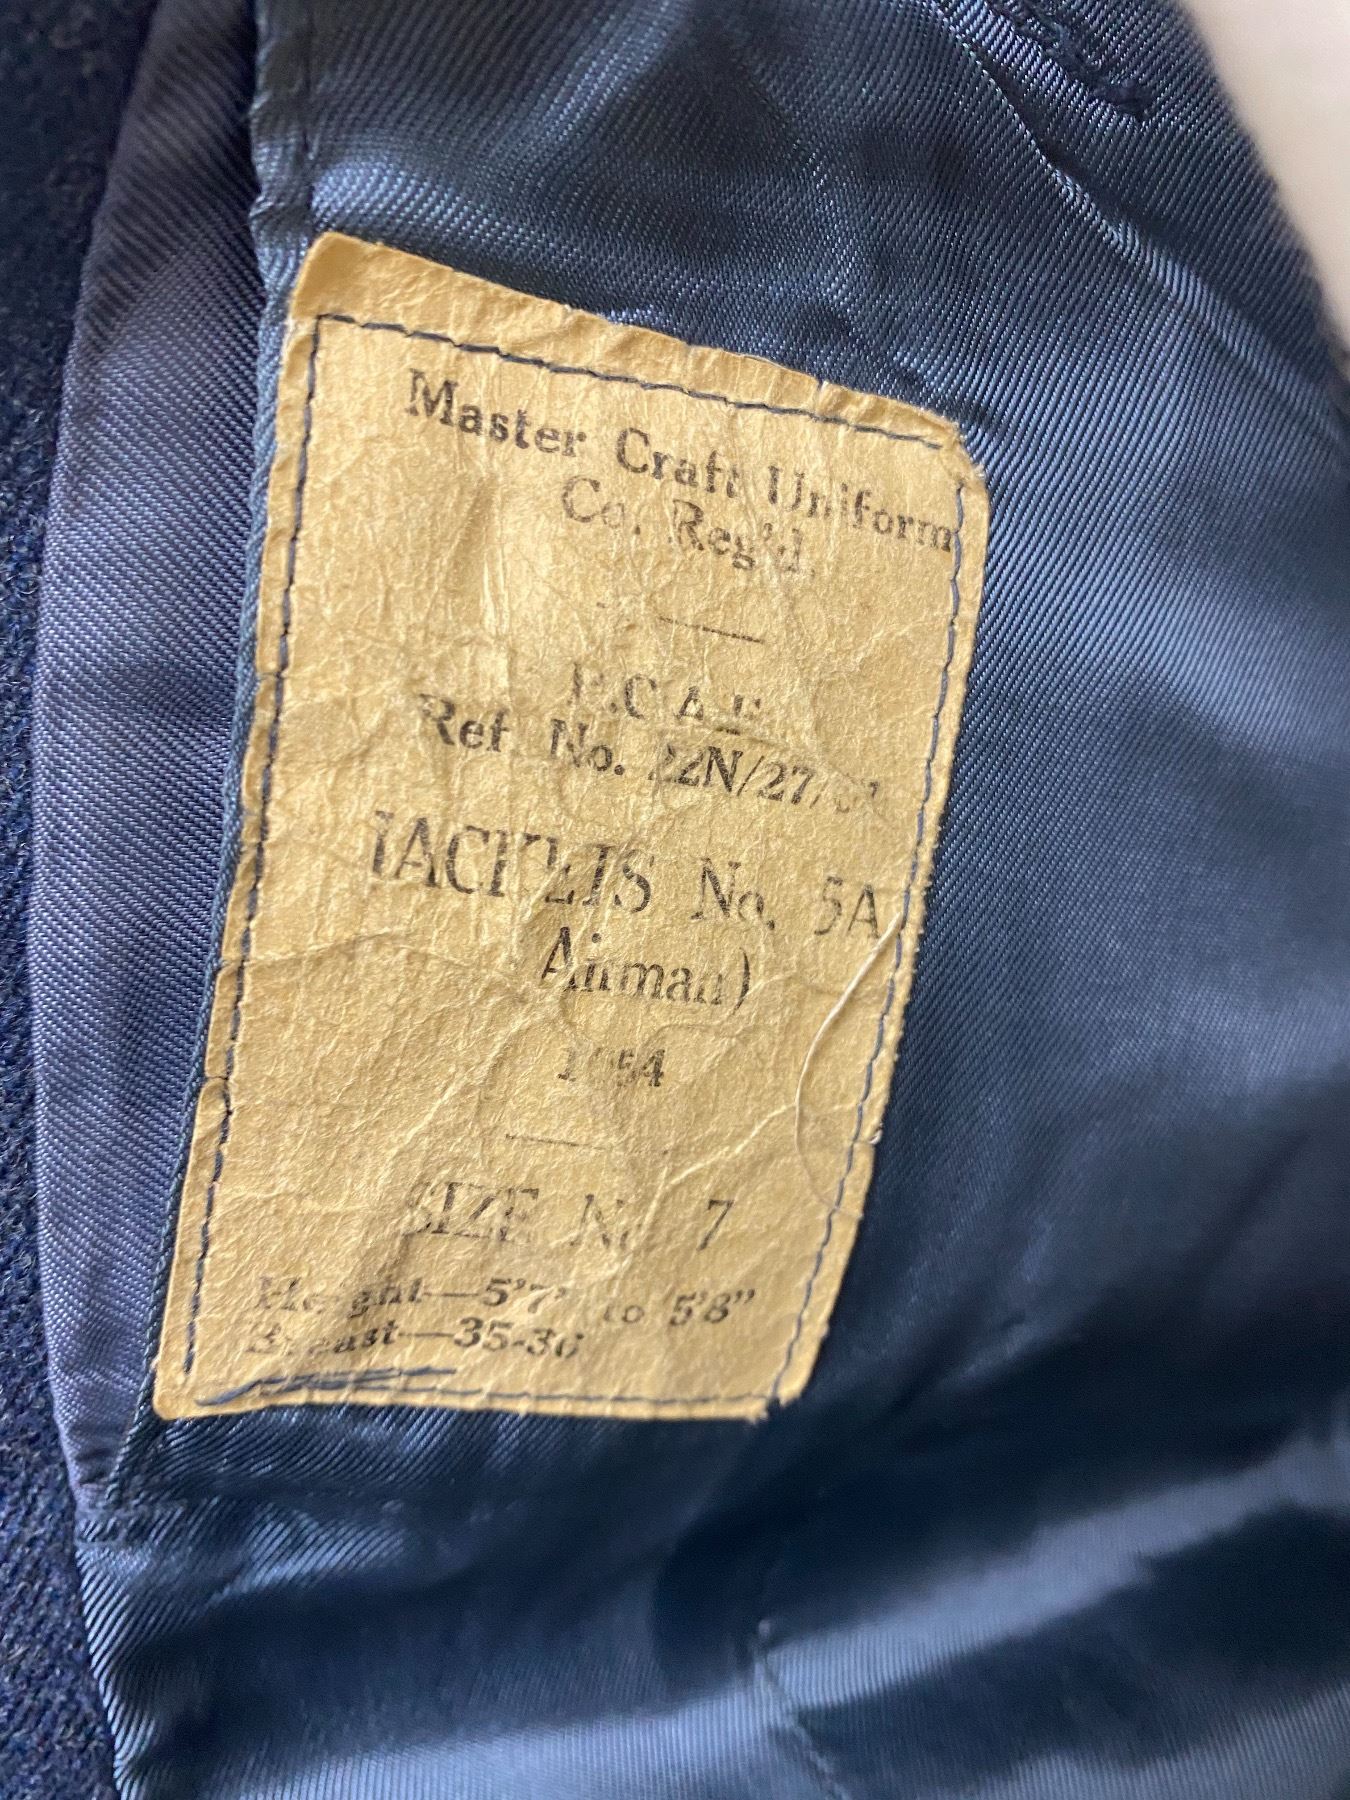 Master Craft Uniform
Co. Reg'd.
R.C.A.F.
Ref. No. 22N/27/
JACKETS No. 5A
Airman)
1954
SIZE No. 7
Height—5'7" to 5'8"
Breast—35-36